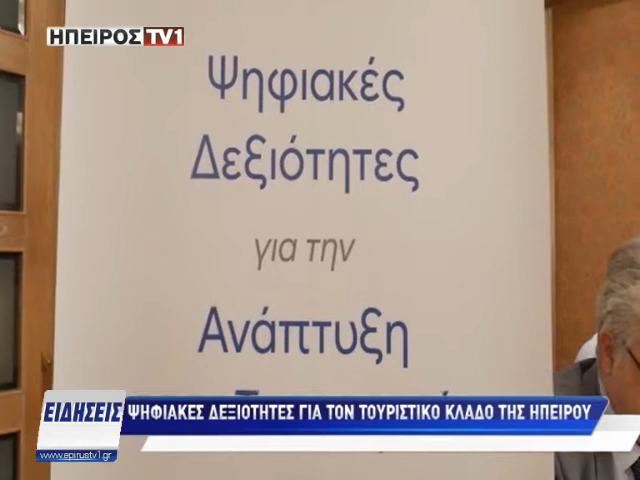 ΗΠΕΙΡΟΣ TV1
Ψηφιακές
Δεξιότητες
για την
Ανάπτυξη
ΕΙΔΗΣΕΙΣ
ΨΗΦΙΑΚΕΣ ΔΕΞΙΟΤΗΤΕΣ ΓΙΑ ΤΟΝ ΤΟΥΡΙΣΤΙΚΟ ΚΛΑΔΟ ΤΗΣ ΗΠΕΙΡΟΥ
www.epirustv1.gr